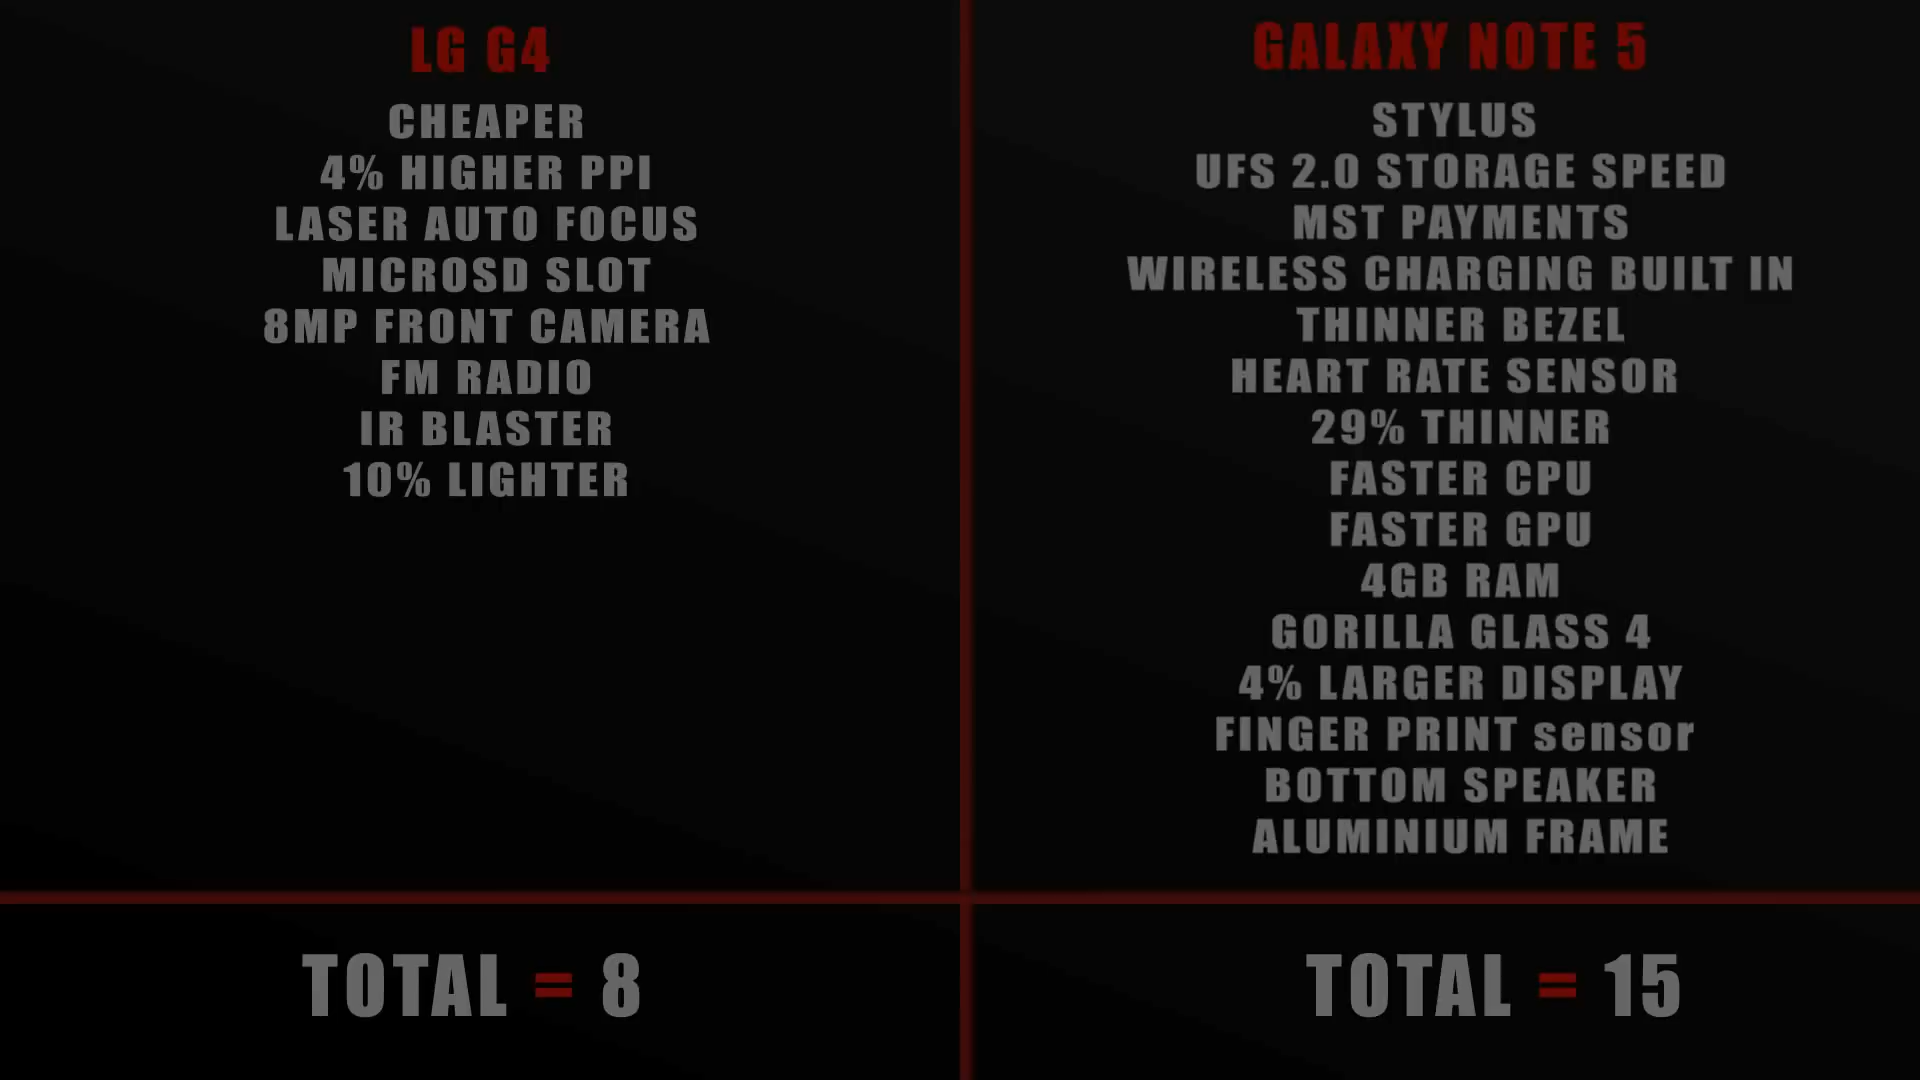 LG G4
CHEAPER
4% HIGHER PPI
LASER AUTO FOCUS
MICROSD SLOT
8MP FRONT CAMERA
FM RADIO
IR BLASTER
10% LIGHTER
TOTAL = 8
GALAXY NOTE 5
STYLUS
UFS 2.0 STORAGE SPEED
MST PAYMENTS
WIRELESS CHARGING BUILT IN
THINNER BEZEL
HEART RATE SENSOR
29% THINNER
FASTER CPU
FASTER GPU
4GB RAM
GORILLA GLASS 4
4% LARGER DISPLAY
FINGER PRINT sensor
BOTTOM SPEAKER
ALUMINIUM FRAME
TOTAL = 15